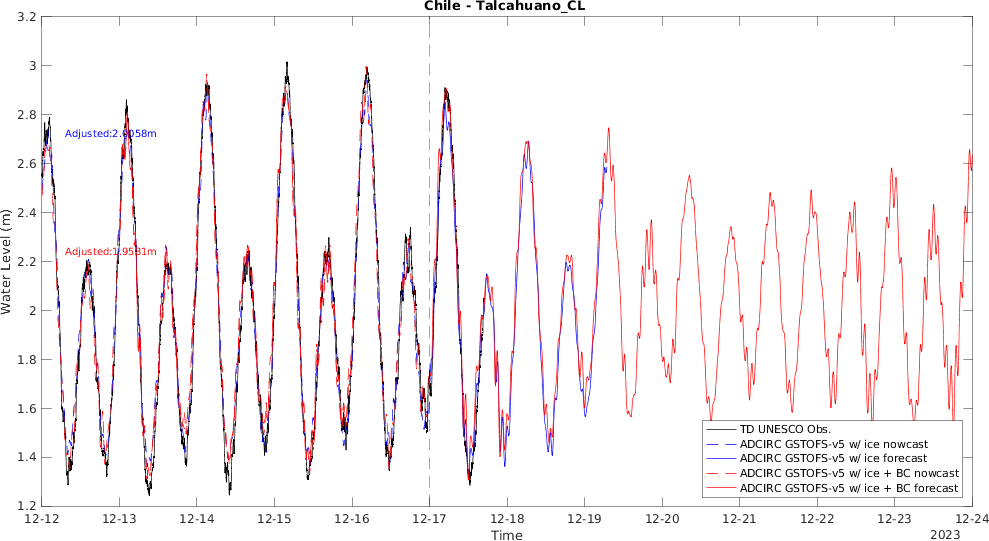 Chile - Talcahuano_CL
3.2
3
2.8
2.6
2.4
2.2
2
1.8
1.6
1.4
1.2
Water Level (m)
Adjusted:2.0058m
Adjusted:1.9531m
TD UNESCO Obs.
ADCIRC GSTOFS-v5 w/ ice nowcast
ADCIRC GSTOFS-v5 w/ ice forecast
ADCIRC GSTOFS-v5 w/ ice + BC nowcast
ADCIRC GSTOFS-v5 w/ ice + BC forecast
12-12 12-13 12-14 12-15 12-16 12-17 12-18 12-19 12-20 12-21 12-22 12-23 12-24
Time
2023